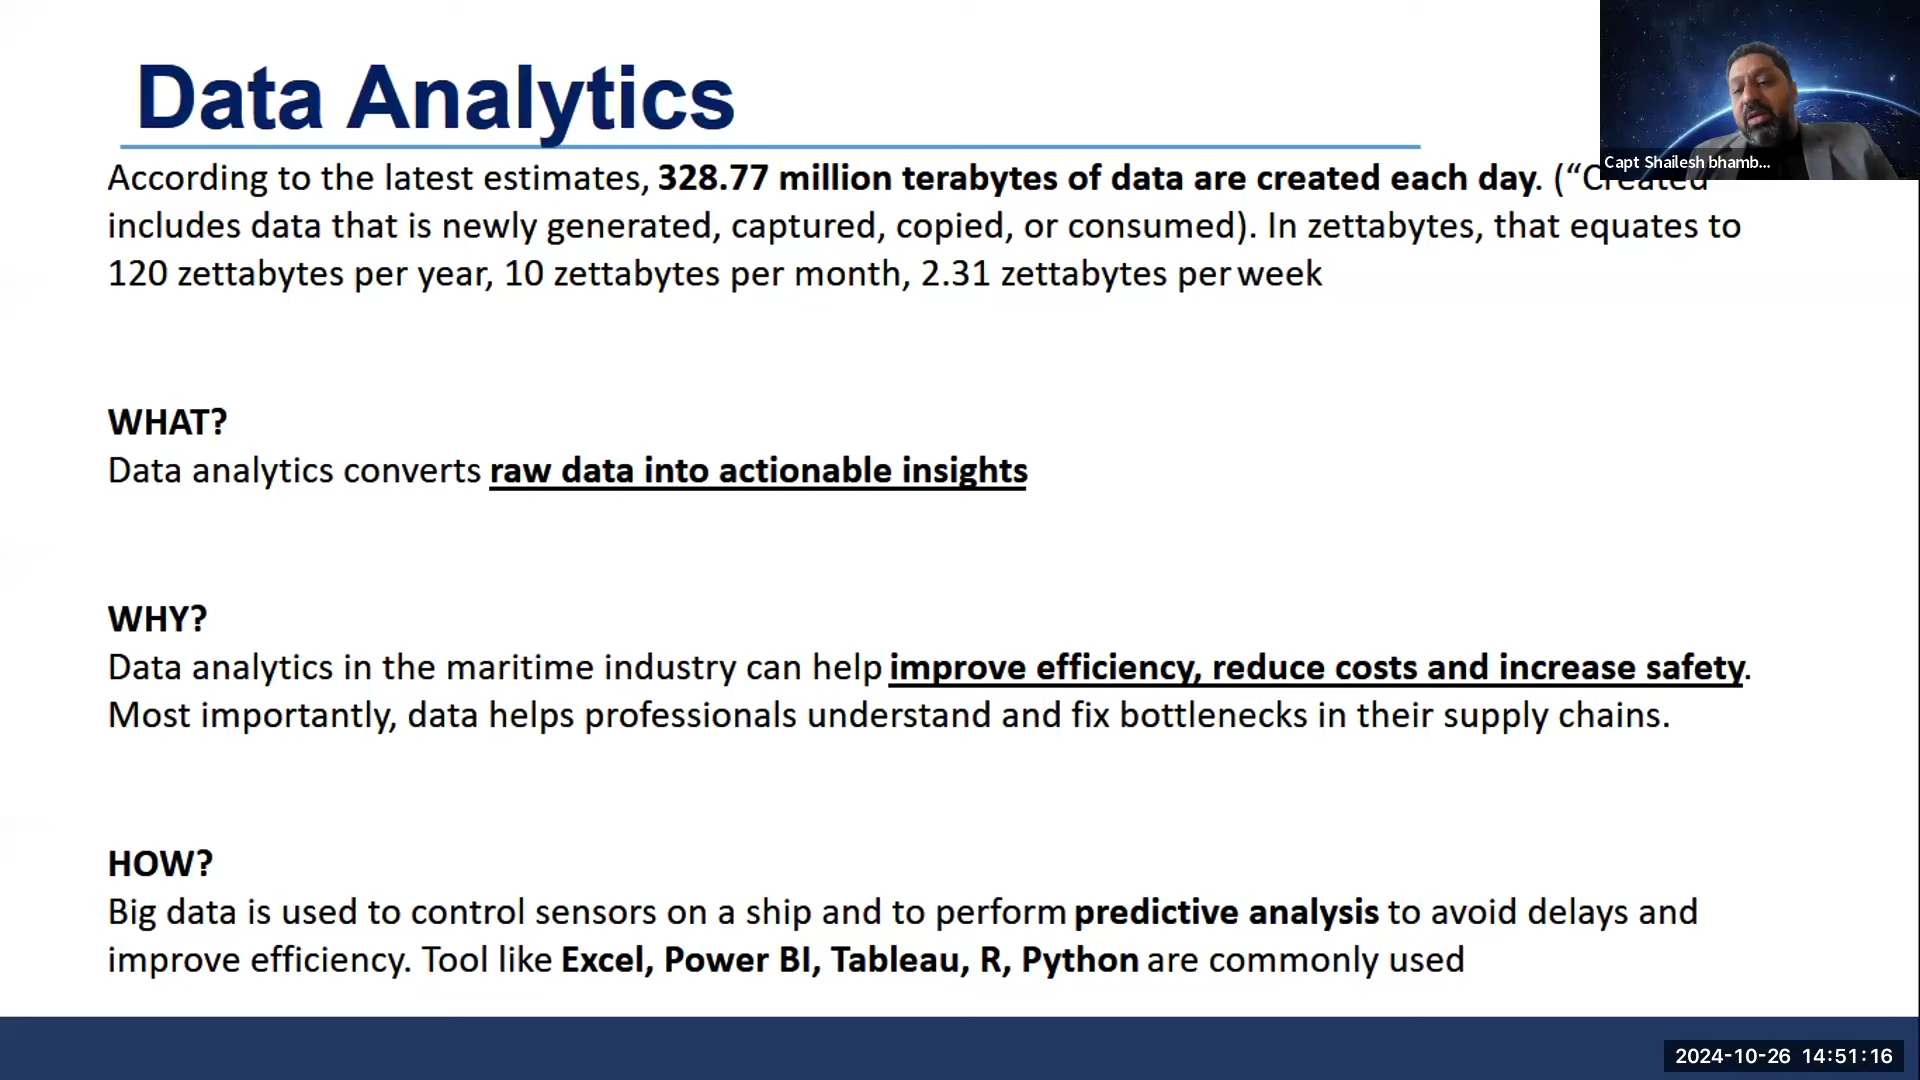 Data Analytics
According to the latest estimates, 328.77 million terabytes of data are created each day. (“Created
includes data that is newly generated, captured, copied, or consumed). In zettabytes, that equates to
120 zettabytes per year, 10 zettabytes per month, 2.31 zettabytes per week
WHAT?
Data analytics converts raw data into actionable insights
WHY?
Data analytics in the maritime industry can help improve efficiency, reduce costs and increase safety.
Most importantly, data helps professionals understand and fix bottlenecks in their supply chains.
HOW?
Big data is used to control sensors on a ship and to perform predictive analysis to avoid delays and
improve efficiency. Tool like Excel, Power BI, Tableau, R, Python are commonly used
Capt Shailesh bhamb...
2024-10-26 14:51:16